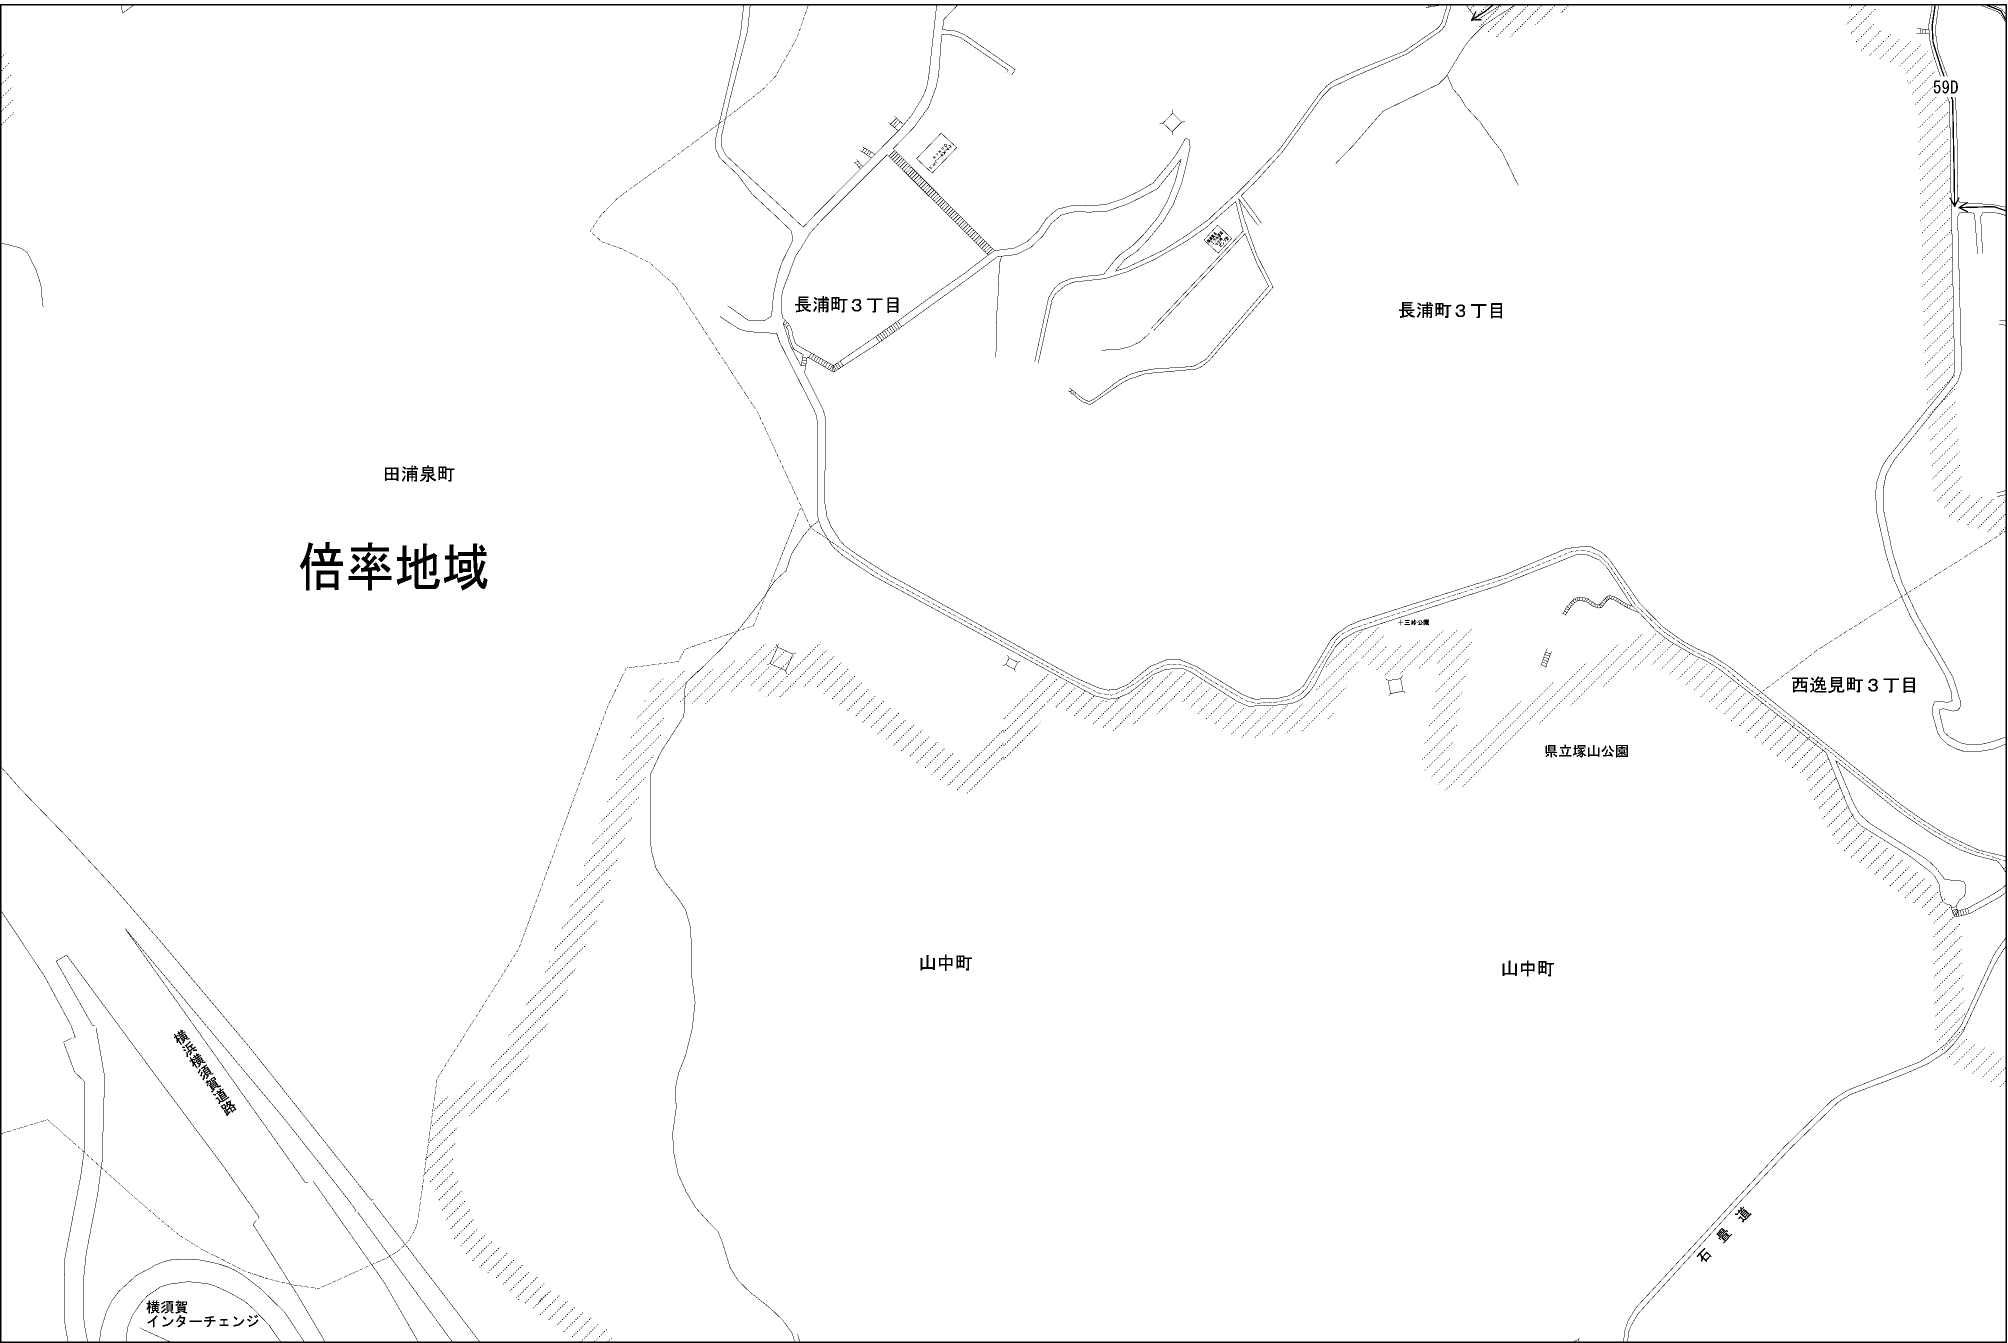 59D
長浦町3丁目
長浦町3丁目
田浦泉町
倍率地域
十三峠公園
西逸見町3丁目
県立塚山公園
山中町
山中町
横浜横須賀道路
石畳道
横須賀
インターチェンジ